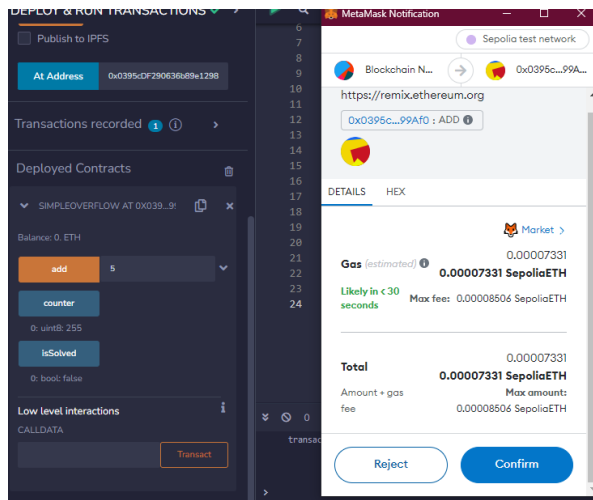 DEPLOY & RUN TRANSACTIONS
Publish to IPFS
At Address
0x0395cDF290636b89e1298
Transactions recorded 1 i
Deployed Contracts
SIMPLEOVERFLOW AT 0X039...9
Balance: 0. ETH
add
5
counter
0: uint8: 255
isSolved
0: bool: false
Low level interactions
i
CALLDATA
Transact
6
7
8
9
10
11
12
13
14
15
16
17
18
19
20
21
22
23
24
0
transac
>
MetaMask Notification
Sepolia test network
Blockchain N...
0x0395c...99A...
https://remix.ethereum.org
0x0395c...99Af0 : ADD
DETAILS HEX
Market >
Gas (estimated) i
0.00007331
0.00007331 SepoliaETH
Likely in < 30 seconds
Max fee: 0.00008506 SepoliaETH
Total
0.00007331
0.00007331 SepoliaETH
Amount + gas fee
Max amount:
0.00008506 SepoliaETH
Reject
Confirm